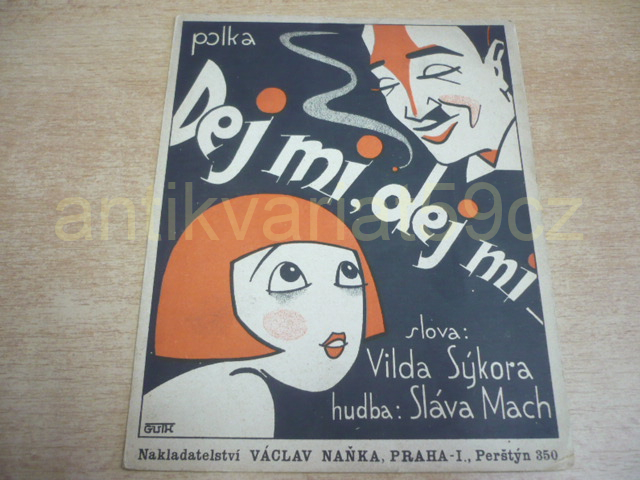 polka
Dej mi, dej mi
antikvariat59cz
slova:
Vilda Sýkora
hudba: Sláva Mach
GUTH
Nakladatelství VÁCLAV NAŇKA, PRAHA-I., Perštýn 350